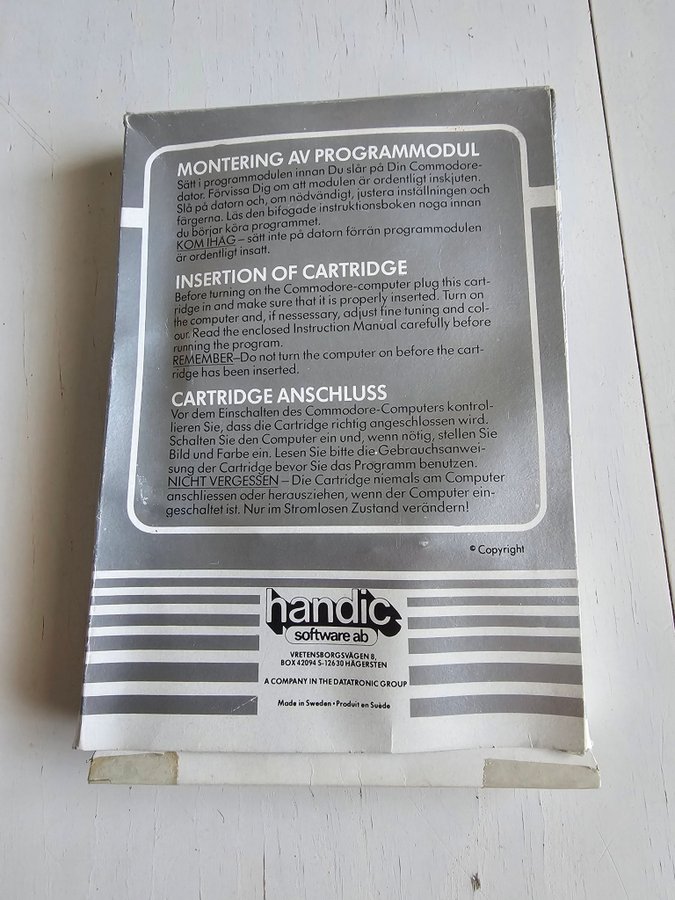 MONTERING AV PROGRAMMODUL
Sätt i programmodulen innan Du slår på Din Commodore-
dator. Förvissa Dig om att modulen är ordentligt inskjuten.
Slå på datorn och, om nödvändigt, justera inställningen och
färgerna. Läs den bifogade instruktionsboken noga innan
du börjar köra programmet.
KOM IHÅG – sätt inte på datorn förrän programmodulen
är ordentligt insatt.
INSERTION OF CARTRIDGE
Before turning on the Commodore-computer plug this cart-
ridge in and make sure that it is properly inserted. Turn on
the computer and, if nessessary, adjust fine tuning and col-
our. Read the enclosed Instruction Manual carefully before
running the program.
REMEMBER–Do not turn the computer on before the cart-
ridge has been inserted.
CARTRIDGE ANSCHLUSS
Vor dem Einschalten des Commodore-Computers kontrol-
lieren Sie, dass die Cartridge richtig angeschlossen wird.
Schalten Sie den Computer ein und, wenn nötig, stellen Sie
Bild und Farbe ein. Lesen Sie bitte die Gebrauchsanwei-
sung der Cartridge bevor Sie das Programm benutzen.
NICHT VERGESSEN – Die Cartridge niemals am Computer
anschliessen oder herausziehen, wenn der Computer ein-
geschaltet ist. Nur im Stromlosen Zustand verändern!
© Copyright
handic
software ab
VRETENSBORGSVÄGEN 8,
BOX 42094 S-126 30 HÄGERSTEN
A COMPANY IN THE DATATRONIC GROUP
Made in Sweden • Produit en Suède